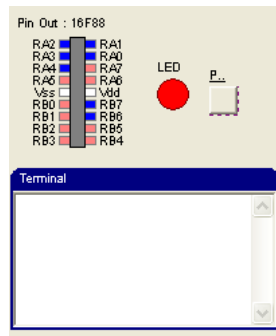 Pin Out : 16F88
RA2 RA1
RA3 RA0
RA4 RA7
RA5 RA6
Vss Vdd
RB0 RB7
RB1 RB6
RB2 RB5
RB3 RB4
LED
P..
Terminal